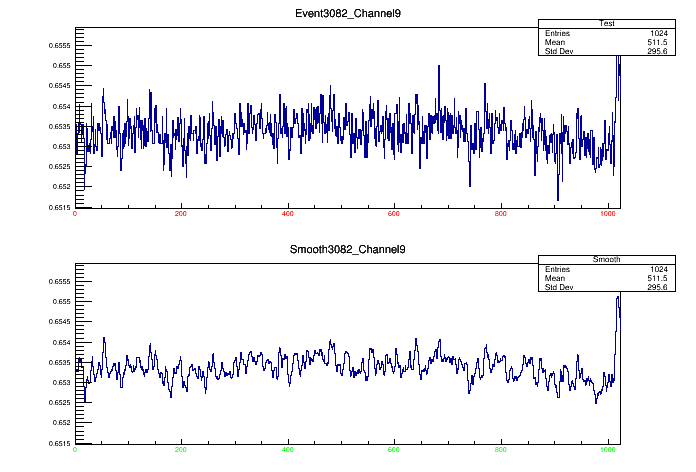 Event3082_Channel9
Test
Entries 1024
Mean 511.5
Std Dev 295.6
0.6555
0.655
0.6545
0.654
0.6535
0.653
0.6525
0.652
0.6515
0 200 400 600 800 1000
Smooth3082_Channel9
Smooth
Entries 1024
Mean 511.5
Std Dev 295.6
0.6555
0.655
0.6545
0.654
0.6535
0.653
0.6525
0.652
0.6515
0 200 400 600 800 1000